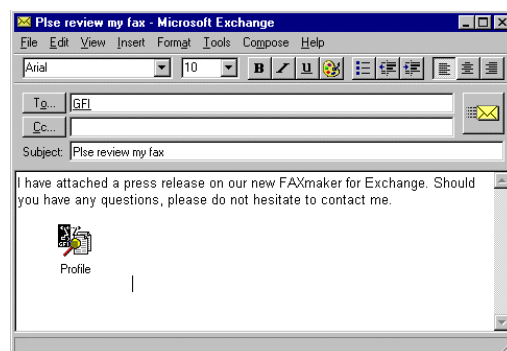 Plse review my fax - Microsoft Exchange
File Edit View Insert Format Tools Compose Help
Arial 10 B I U
To... GFI
Cc...
Subject: Plse review my fax
I have attached a press release on our new FAXmaker for Exchange. Should
you have any questions, please do not hesitate to contact me.
GFI
Profile